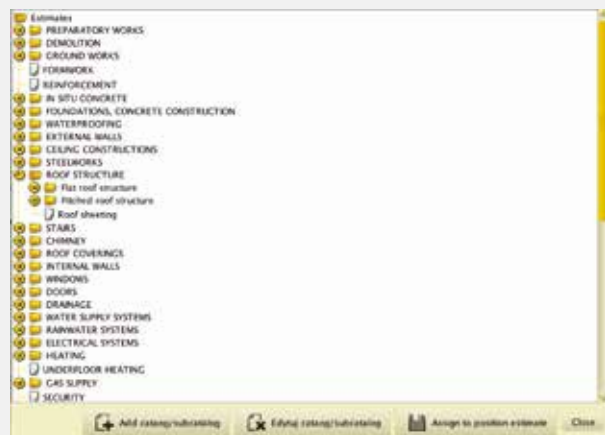 Estimates
PREPARATORY WORKS
DEMOLITION
GROUND WORKS
FORMWORK
REINFORCEMENT
IN SITU CONCRETE
FOUNDATIONS, CONCRETE CONSTRUCTION
WATERPROOFING
EXTERNAL WALLS
CEILING CONSTRUCTIONS
STEELWORKS
ROOF STRUCTURE
Flat roof structure
Pitched roof structure
Roof sheeting
STAIRS
CHIMNEY
ROOF COVERINGS
INTERNAL WALLS
WINDOWS
DOORS
DRAINAGE
WATER SUPPLY SYSTEMS
RAINWATER SYSTEMS
ELECTRICAL SYSTEMS
HEATING
UNDERFLOOR HEATING
GAS SUPPLY
SECURITY
Add catalog/subcatalog Edytuj catalog/subcatalog Assign to position estimate Close